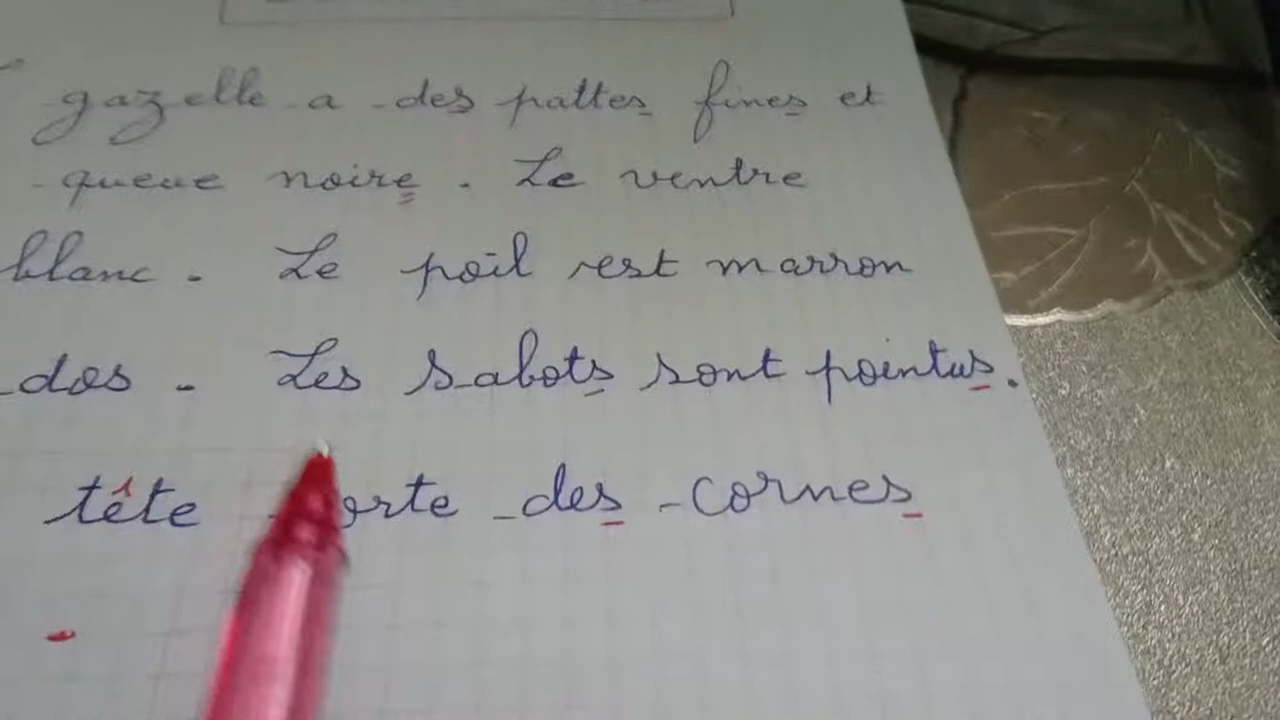 gazelle a des pattes fines et
queue noire. Le ventre
blanc. Le poil est marron
dos. Les sabots sont pointus.
tête des cornes
.